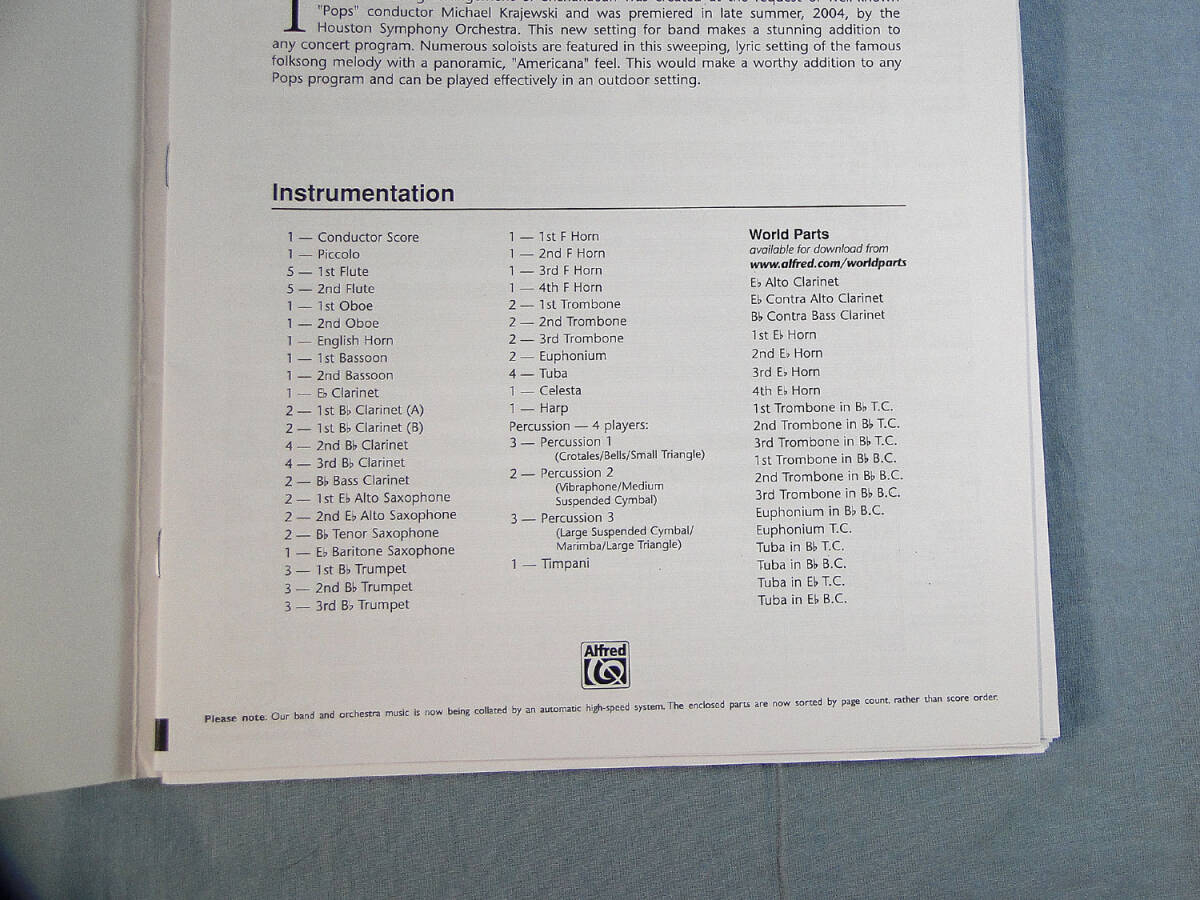 "Pops" conductor Michael Krajewski and was premiered in late summer, 2004, by the
Houston Symphony Orchestra. This new setting for band makes a stunning addition to
any concert program. Numerous soloists are featured in this sweeping, lyric setting of the famous
folksong melody with a panoramic, "Americana" feel. This would make a worthy addition to any
Pops program and can be played effectively in an outdoor setting.
Instrumentation
1 — Conductor Score
1 — Piccolo
5 — 1st Flute
5 — 2nd Flute
1 — 1st Oboe
1 — 2nd Oboe
1 — English Horn
1 — 1st Bassoon
1 — 2nd Bassoon
1 — E♭ Clarinet
2 — 1st B♭ Clarinet (A)
2 — 1st B♭ Clarinet (B)
4 — 2nd B♭ Clarinet
4 — 3rd B♭ Clarinet
2 — B♭ Bass Clarinet
2 — 1st E♭ Alto Saxophone
2 — 2nd E♭ Alto Saxophone
2 — B♭ Tenor Saxophone
1 — E♭ Baritone Saxophone
3 — 1st B♭ Trumpet
3 — 2nd B♭ Trumpet
3 — 3rd B♭ Trumpet
1 — 1st F Horn
1 — 2nd F Horn
1 — 3rd F Horn
1 — 4th F Horn
2 — 1st Trombone
2 — 2nd Trombone
2 — 3rd Trombone
2 — Euphonium
4 — Tuba
1 — Celesta
1 — Harp
Percussion — 4 players:
3 — Percussion 1
(Crotales/Bells/Small Triangle)
2 — Percussion 2
(Vibraphone/Medium
Suspended Cymbal)
3 — Percussion 3
(Large Suspended Cymbal/
Marimba/Large Triangle)
1 — Timpani
World Parts
available for download from
www.alfred.com/worldparts
E♭ Alto Clarinet
E♭ Contra Alto Clarinet
B♭ Contra Bass Clarinet
1st E♭ Horn
2nd E♭ Horn
3rd E♭ Horn
4th E♭ Horn
1st Trombone in B♭ T.C.
2nd Trombone in B♭ T.C.
3rd Trombone in B♭ T.C.
1st Trombone in B♭ B.C.
2nd Trombone in B♭ B.C.
3rd Trombone in B♭ B.C.
Euphonium in B♭ B.C.
Euphonium T.C.
Tuba in B♭ T.C.
Tuba in B♭ B.C.
Tuba in E♭ T.C.
Tuba in E♭ B.C.
Alfred
Please note: Our band and orchestra music is now being collated by an automatic high-speed system. The enclosed parts are now sorted by page count, rather than score order.